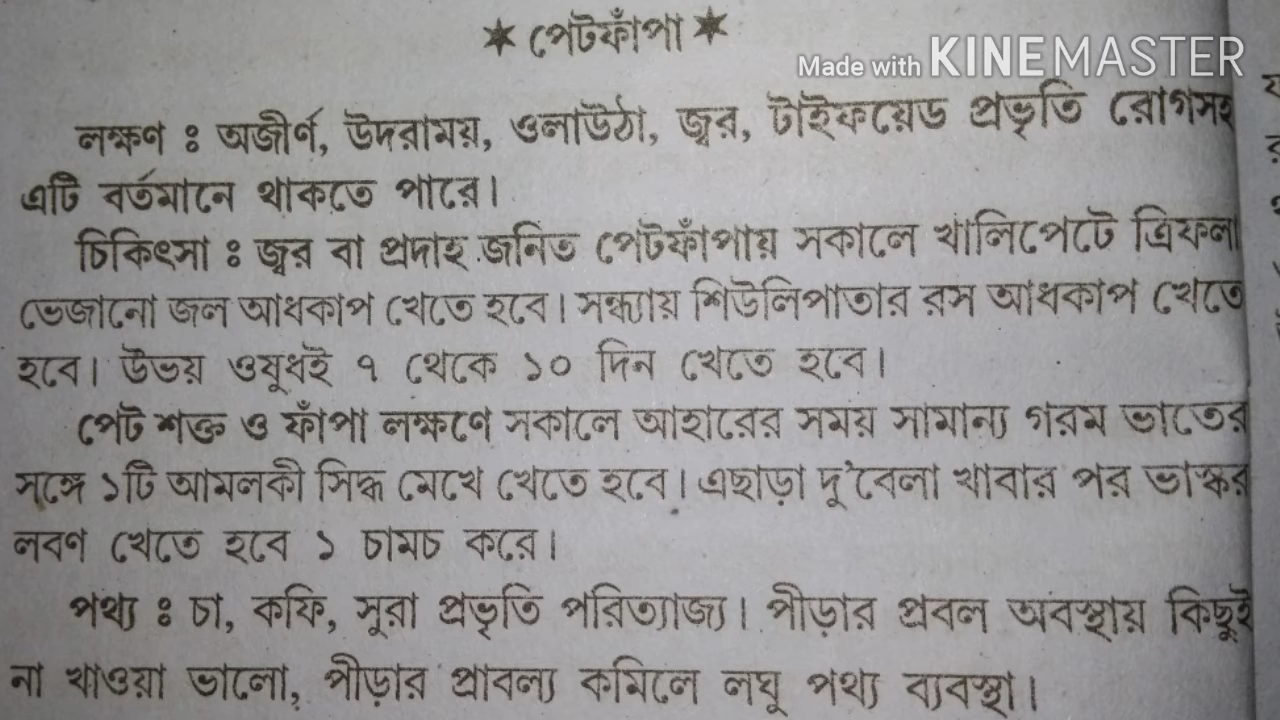 ★ পেটফাঁপা ★
Made with KINEMASTER
লক্ষণ ঃ অজীর্ণ, উদরাময়, ওলাউঠা, জ্বর, টাইফয়েড প্রভৃতি রোগসহ
এটি বর্তমানে থাকতে পারে।
চিকিৎসা ঃ জ্বর বা প্রদাহ জনিত পেটফাঁপায় সকালে খালিপেটে ত্রিফলা
ভেজানো জল আধকাপ খেতে হবে। সন্ধ্যায় শিউলিপাতার রস আধকাপ খেতে
হবে। উভয় ওষুধই ৭ থেকে ১০ দিন খেতে হবে।
পেট শক্ত ও ফাঁপা লক্ষণে সকালে আহারের সময় সামান্য গরম ভাতের
সঙ্গে ১টি আমলকী সিদ্ধ মেখে খেতে হবে। এছাড়া দু'বেলা খাবার পর ভাস্কর
লবণ খেতে হবে ১ চামচ করে।
পথ্য ঃ চা, কফি, সুরা প্রভৃতি পরিত্যাজ্য। পীড়ার প্রবল অবস্থায় কিছুই
না খাওয়া ভালো, পীড়ার প্রাবল্য কমিলে লঘু পথ্য ব্যবস্থা।